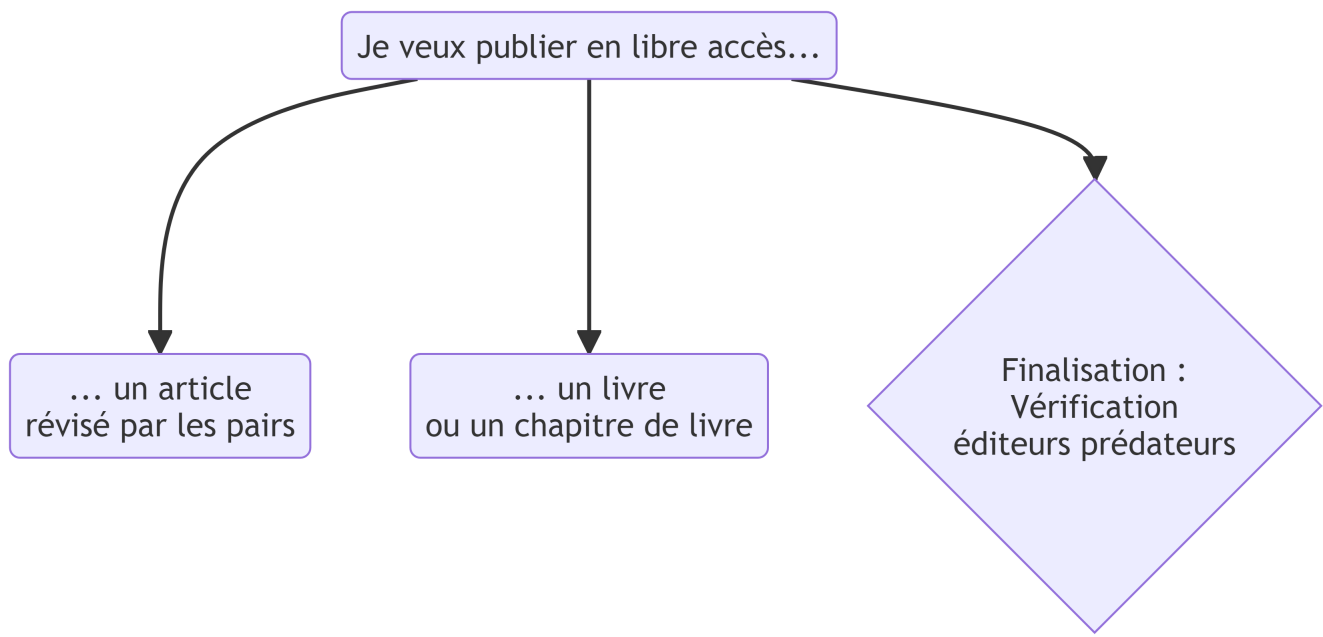 Je veux publier en libre accès...
... un article
révisé par les pairs
... un livre
ou un chapitre de livre
Finalisation :
Vérification
éditeurs prédateurs